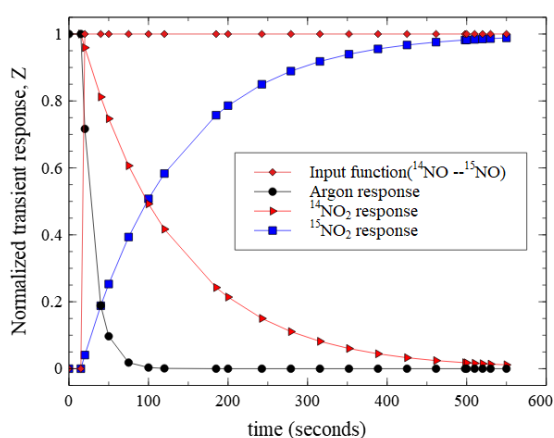 Normalized transient response, Z
1
0.8
0.6
0.4
0.2
0
0 100 200 300 400 500 600
time (seconds)
Input function(¹⁴NO --¹⁵NO)
Argon response
¹⁴NO₂ response
¹⁵NO₂ response